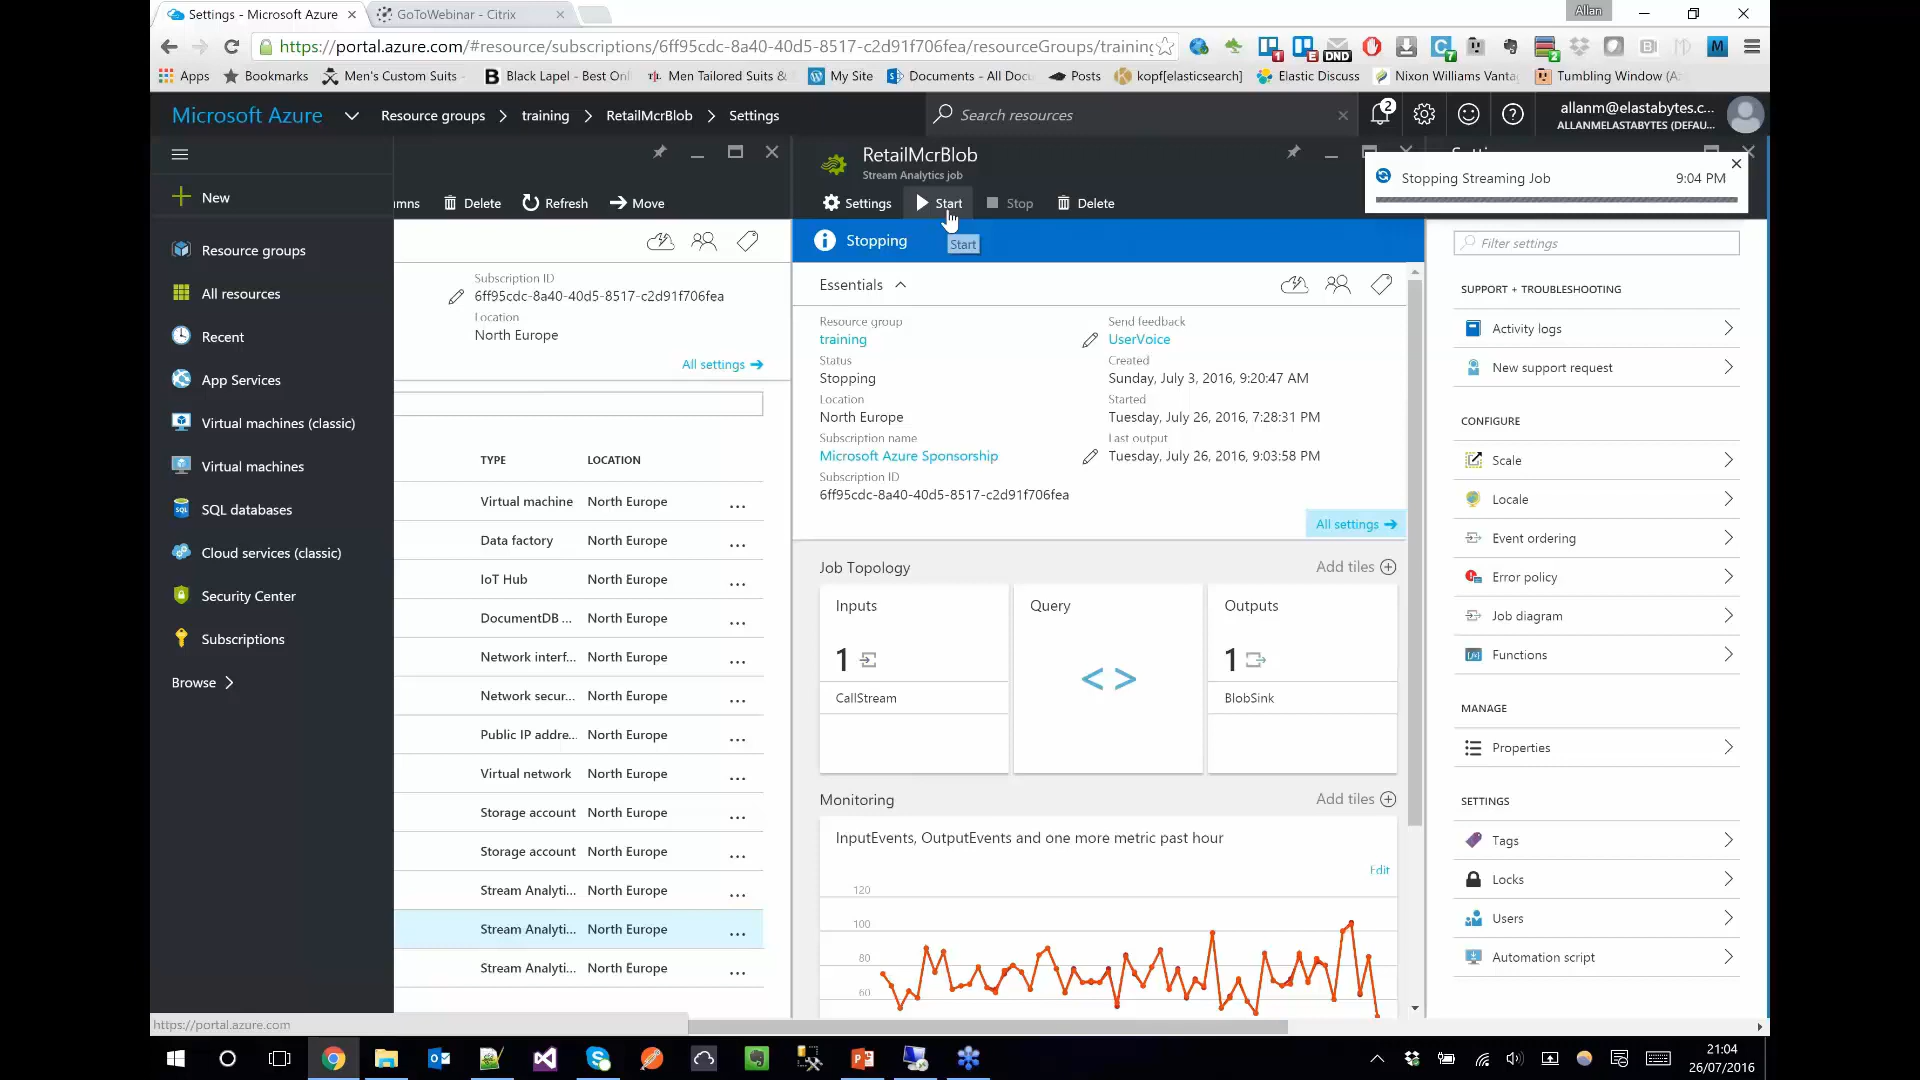 Settings - Microsoft Azure
GoToWebinar - Citrix
Allan
https://portal.azure.com/#resource/subscriptions/6ff95cdc-8a40-40d5-8517-c2d91f706fea/resourceGroups/training
Apps
Bookmarks
Men's Custom Suits
Black Lapel - Best Onl
Men Tailored Suits &
My Site
Documents - All Docu
Posts
kopf[elasticsearch]
Elastic Discuss
Nixon Williams Vanta
Tumbling Window (A
Microsoft Azure
Resource groups > training > RetailMcrBlob > Settings
Search resources
2
allanm@elastabytes.c...
ALLANMELASTABYTES (DEFAU...
New
Resource groups
All resources
Recent
App Services
Virtual machines (classic)
Virtual machines
SQL databases
Cloud services (classic)
Security Center
Subscriptions
Browse >
https://portal.azure.com
umns
Delete
Refresh
Move
Subscription ID
6ff95cdc-8a40-40d5-8517-c2d91f706fea
Location
North Europe
All settings
TYPE LOCATION
Virtual machine North Europe ...
Data factory North Europe ...
IoT Hub North Europe ...
DocumentDB ... North Europe ...
Network interf... North Europe ...
Network secur... North Europe ...
Public IP addre... North Europe ...
Virtual network North Europe ...
Storage account North Europe ...
Storage account North Europe ...
Stream Analyti... North Europe ...
Stream Analyti... North Europe ...
Stream Analyti... North Europe ...
RetailMcrBlob
Stream Analytics job
Settings
Start
Stop
Delete
Stopping
Start
Essentials
Resource group
training
Status
Stopping
Location
North Europe
Subscription name
Microsoft Azure Sponsorship
Subscription ID
6ff95cdc-8a40-40d5-8517-c2d91f706fea
Send feedback
UserVoice
Created
Sunday, July 3, 2016, 9:20:47 AM
Started
Tuesday, July 26, 2016, 7:28:31 PM
Last output
Tuesday, July 26, 2016, 9:03:58 PM
All settings
Job Topology
Add tiles
Inputs
1
CallStream
Query
< >
Outputs
1
BlobSink
Monitoring
Add tiles
InputEvents, OutputEvents and one more metric past hour
Edit
120
100
80
60
Stopping Streaming Job 9:04 PM
Filter settings
SUPPORT + TROUBLESHOOTING
Activity logs
New support request
CONFIGURE
Scale
Locale
Event ordering
Error policy
Job diagram
Functions
MANAGE
Properties
SETTINGS
Tags
Locks
Users
Automation script
21:04
26/07/2016